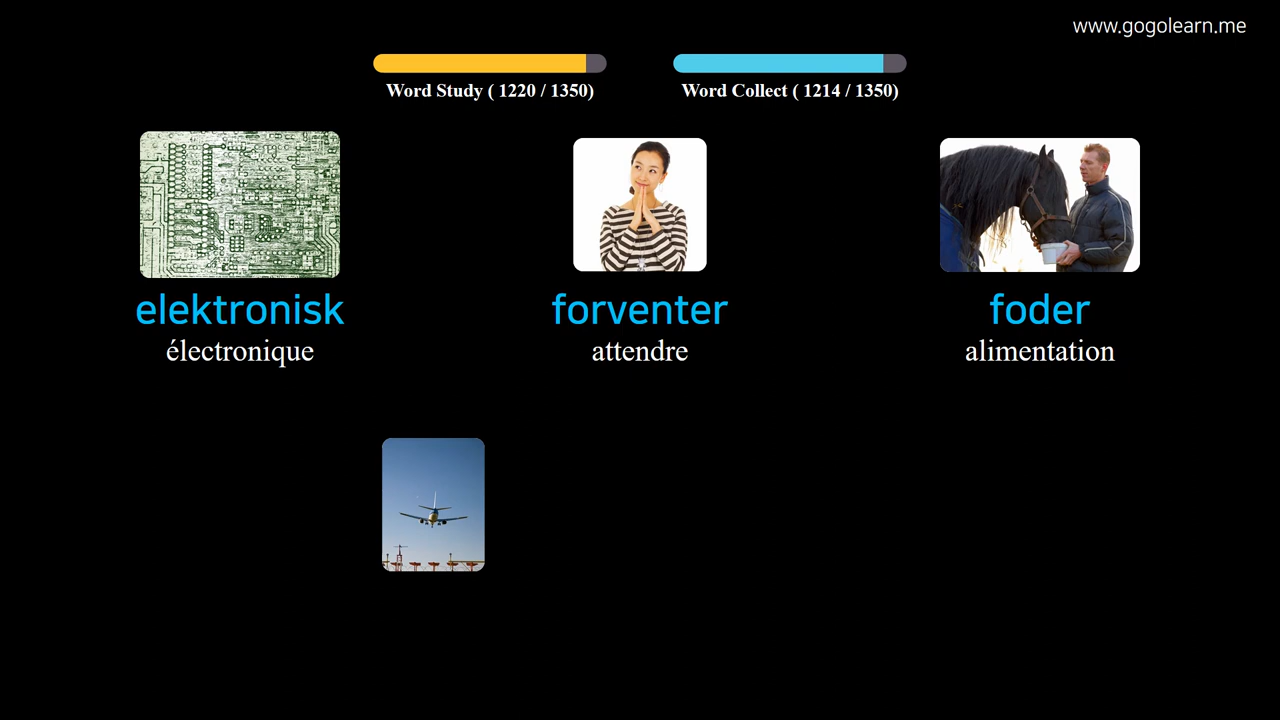 www.gogolearn.me
Word Study ( 1220 / 1350)
Word Collect ( 1214 / 1350)
elektronisk
forventer
foder
électronique
attendre
alimentation